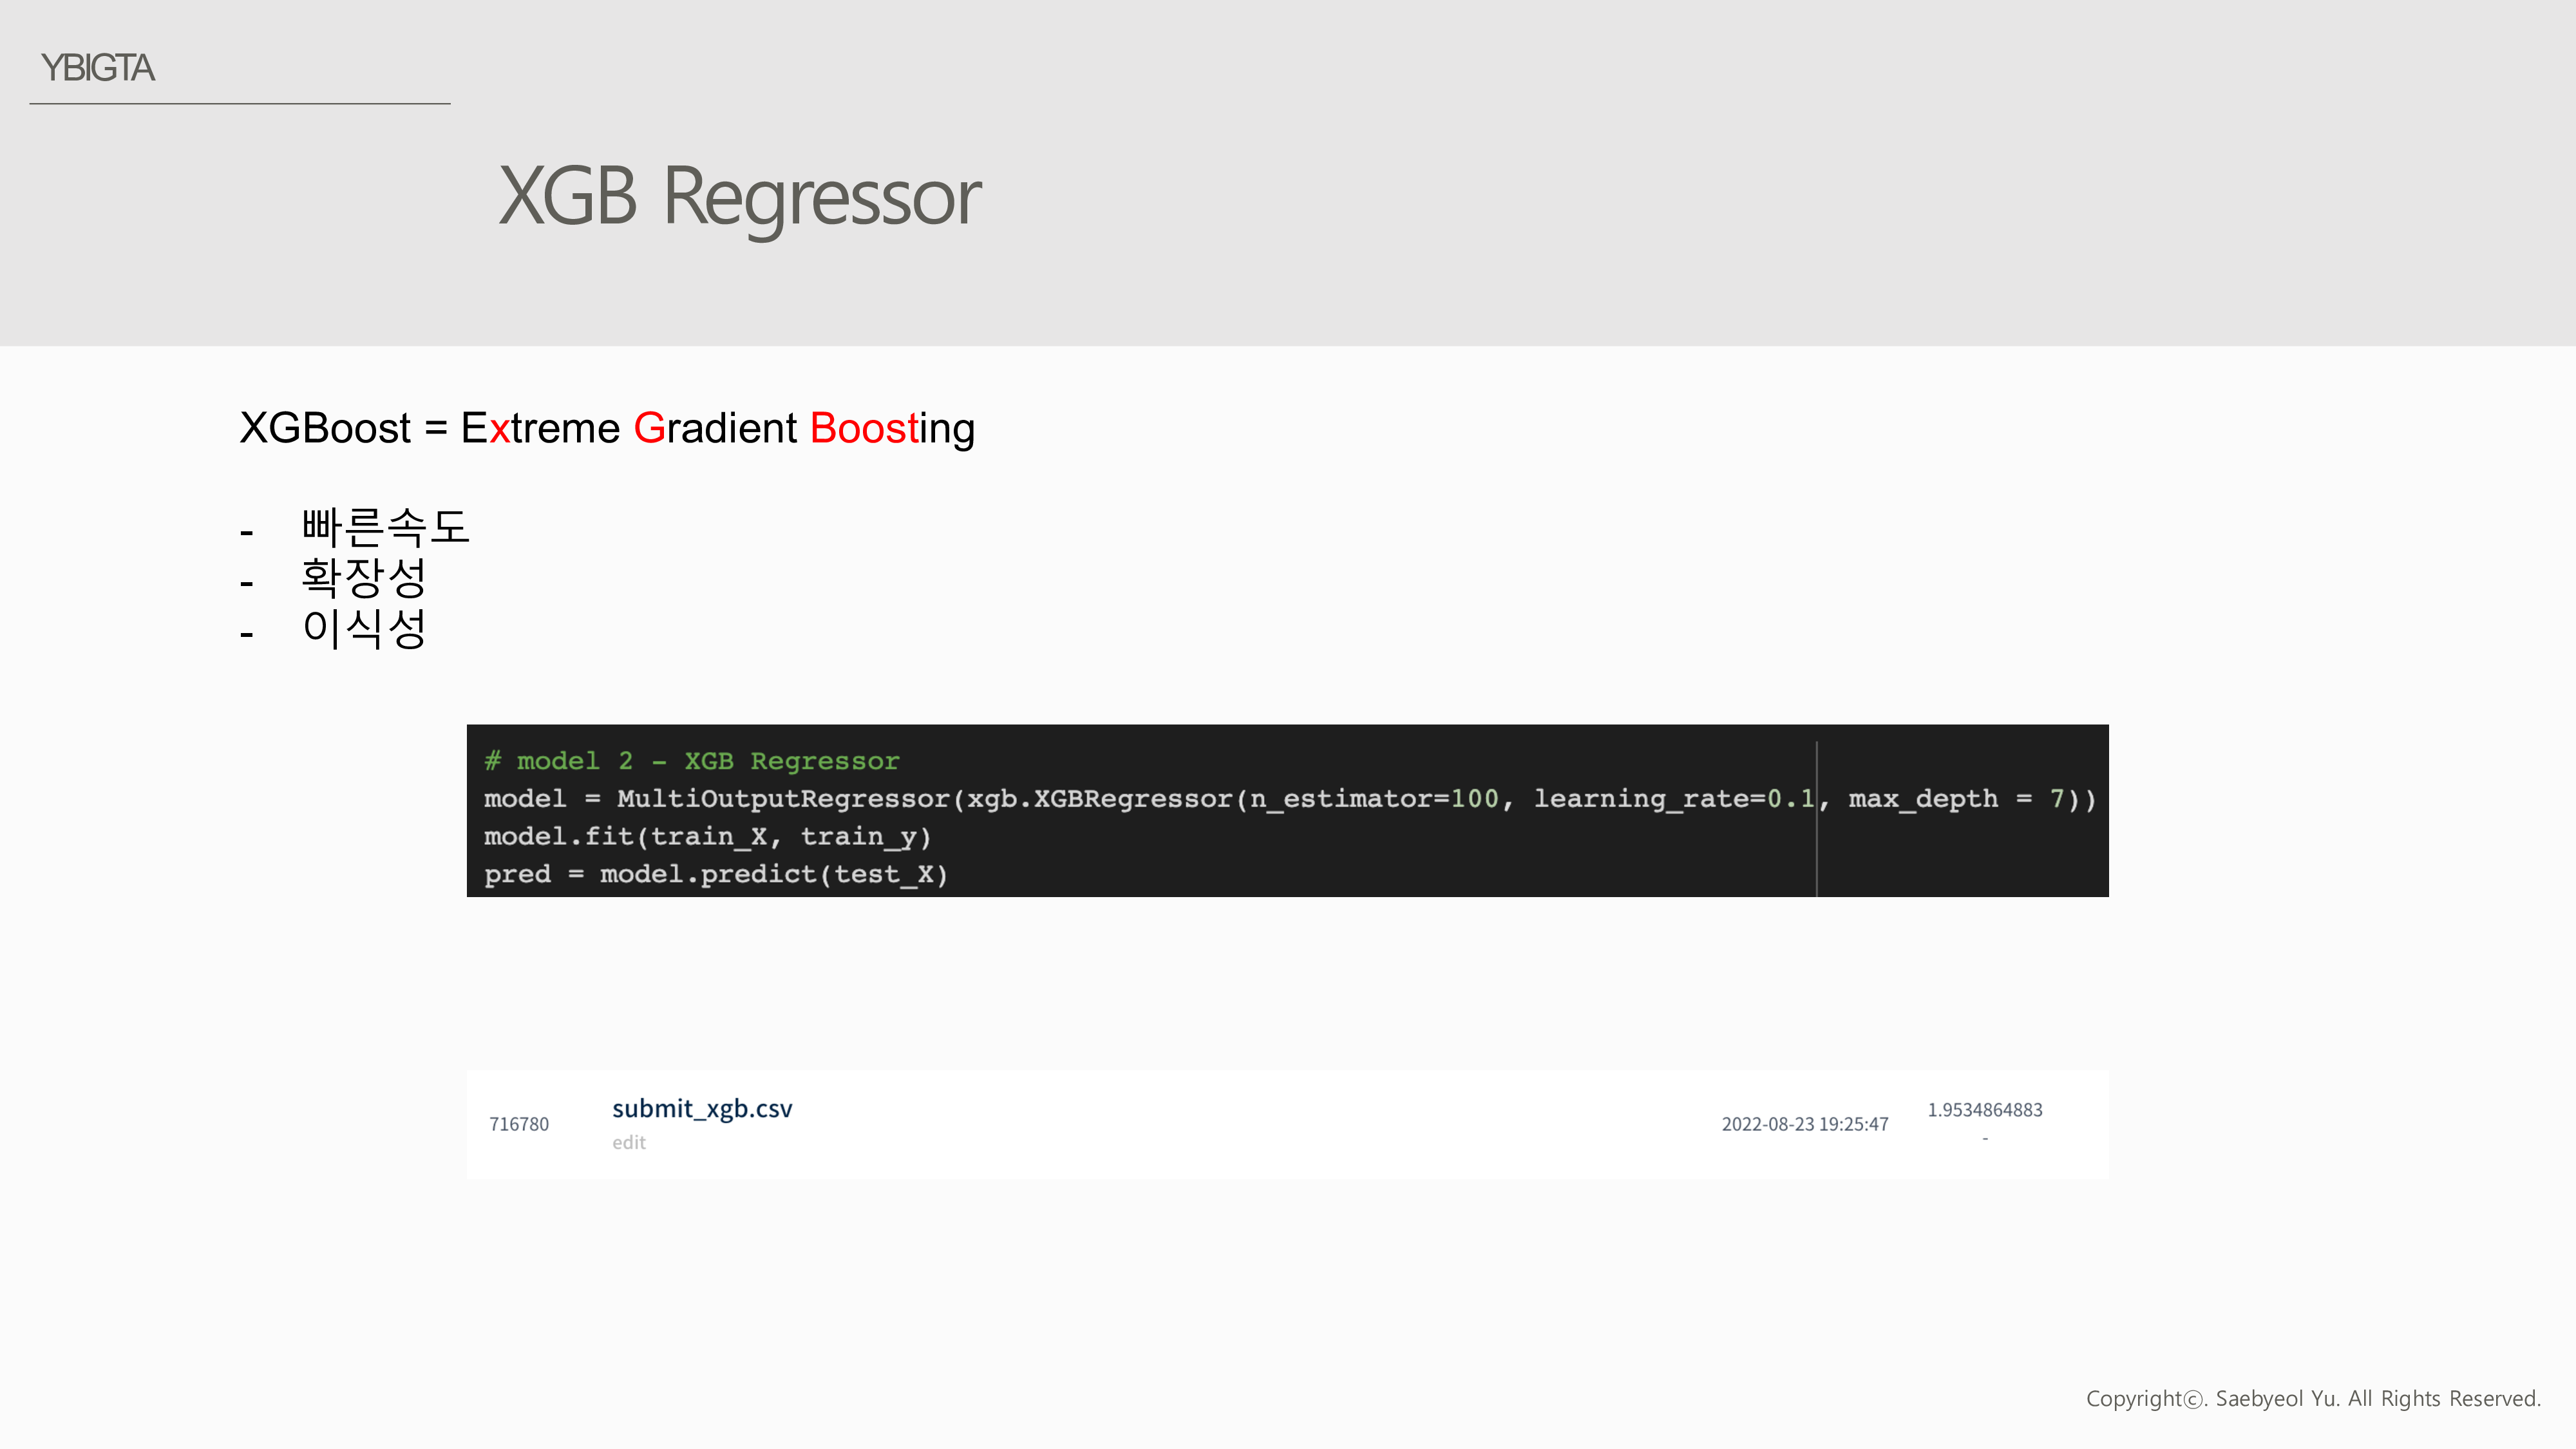 YBIGTA
XGB Regressor
XGBoost = Extreme Gradient Boosting
- 빠른속도
- 확장성
- 이식성
# model 2 - XGB Regressor
model = MultiOutputRegressor(xgb.XGBRegressor(n_estimator=100, learning_rate=0.1, max_depth = 7))
model.fit(train_X, train_y)
pred = model.predict(test_X)
716780 submit_xgb.csv 2022-08-23 19:25:47 1.9534864883
edit -
Copyrightⓒ. Saebyeol Yu. All Rights Reserved.